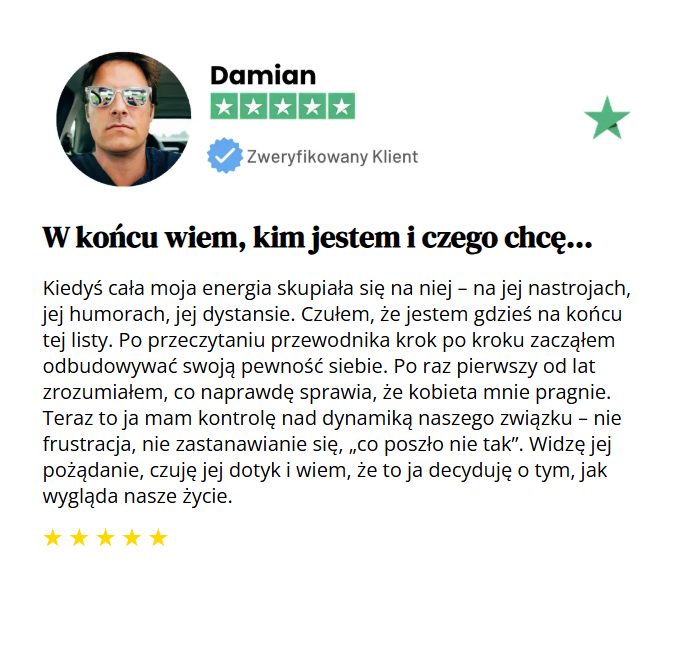 Damian
Zweryfikowany Klient
W końcu wiem, kim jestem i czego chcę...
Kiedyś cała moja energia skupiała się na niej – na jej nastrojach,
jej humorach, jej dystansie. Czułem, że jestem gdzieś na końcu
tej listy. Po przeczytaniu przewodnika krok po kroku zacząłem
odbudowywać swoją pewność siebie. Po raz pierwszy od lat
zrozumiałem, co naprawdę sprawia, że kobieta mnie pragnie.
Teraz to ja mam kontrolę nad dynamiką naszego związku – nie
frustracja, nie zastanawianie się, „co poszło nie tak”. Widzę jej
pożądanie, czuję jej dotyk i wiem, że to ja decyduję o tym, jak
wygląda nasze życie.